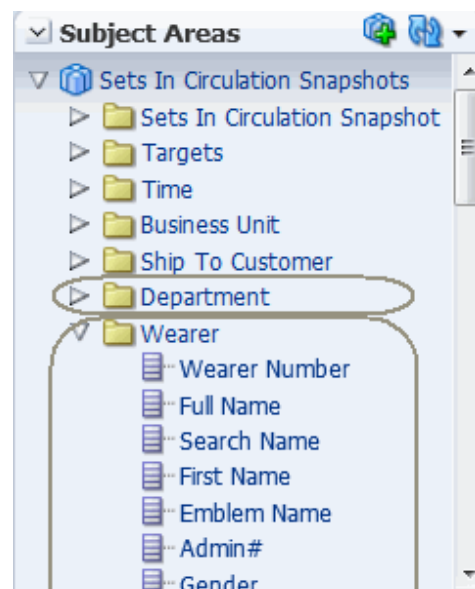 Subject Areas
Sets In Circulation Snapshots
Sets In Circulation Snapshot
Targets
Time
Business Unit
Ship To Customer
Department
Wearer
Wearer Number
Full Name
Search Name
First Name
Emblem Name
Admin#
Gender